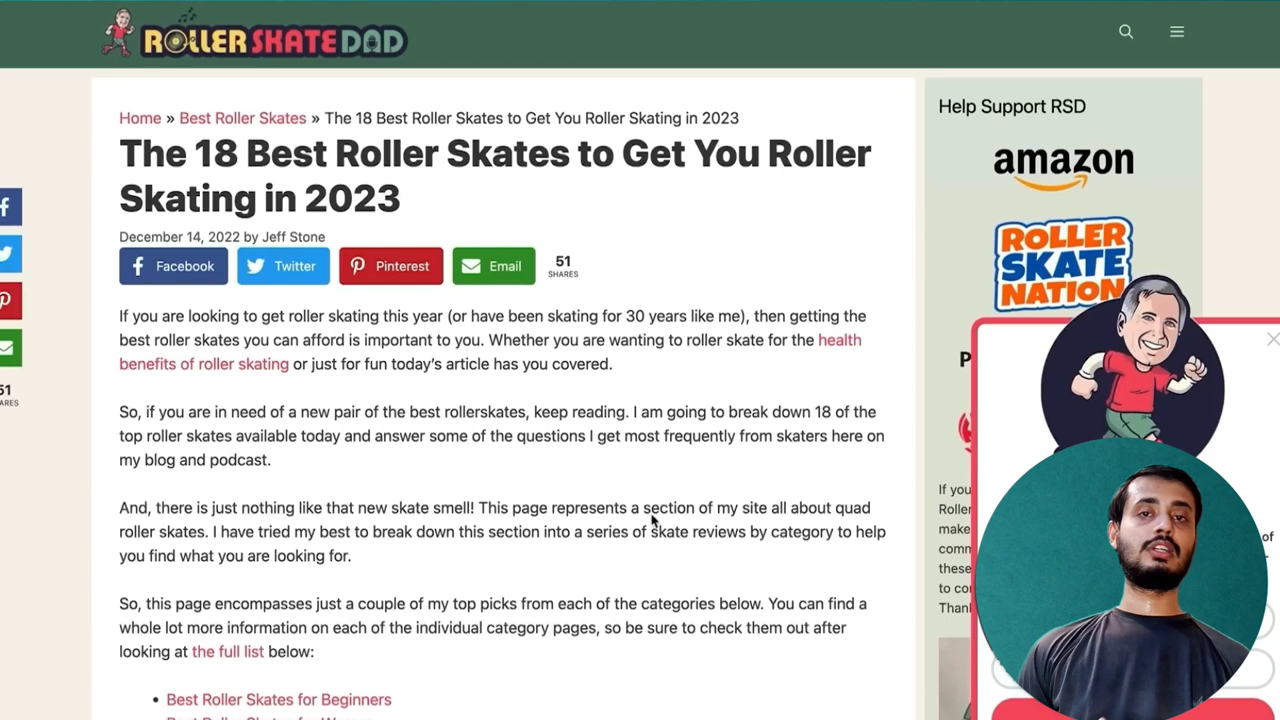 ROLLER SKATE DAD
Home » Best Roller Skates » The 18 Best Roller Skates to Get You Roller Skating in 2023
The 18 Best Roller Skates to Get You Roller
Skating in 2023
December 14, 2022 by Jeff Stone
Facebook
Twitter
Pinterest
Email
51
SHARES
If you are looking to get roller skating this year (or have been skating for 30 years like me), then getting the
best roller skates you can afford is important to you. Whether you are wanting to roller skate for the health
benefits of roller skating or just for fun today's article has you covered.
So, if you are in need of a new pair of the best rollerskates, keep reading. I am going to break down 18 of the
top roller skates available today and answer some of the questions I get most frequently from skaters here on
my blog and podcast.
And, there is just nothing like that new skate smell! This page represents a section of my site all about quad
roller skates. I have tried my best to break down this section into a series of skate reviews by category to help
you find what you are looking for.
So, this page encompasses just a couple of my top picks from each of the categories below. You can find a
whole lot more information on each of the individual category pages, so be sure to check them out after
looking at the full list below:
• Best Roller Skates for Beginners
Help Support RSD
amazon
ROLLER
SKATE
NATION
P
If you
Roller
make
comm
these
to co
Thank
of
51
ARES